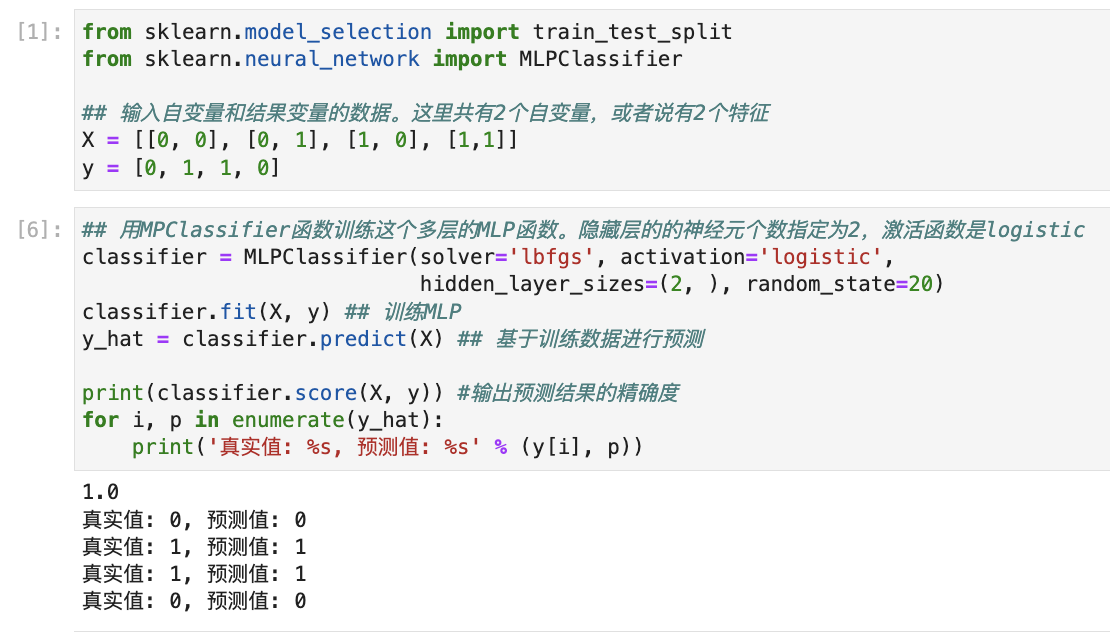 [1]: from sklearn.model_selection import train_test_split
from sklearn.neural_network import MLPClassifier
## 输入自变量和结果变量的数据。这里共有2个自变量，或者说有2个特征
X = [[0, 0], [0, 1], [1, 0], [1,1]]
y = [0, 1, 1, 0]
[6]: ## 用MPClassifier函数训练这个多层的MLP函数。隐藏层的的神经元个数指定为2，激活函数是logistic
classifier = MLPClassifier(solver='lbfgs', activation='logistic',
hidden_layer_sizes=(2, ), random_state=20)
classifier.fit(X, y) ## 训练MLP
y_hat = classifier.predict(X) ## 基于训练数据进行预测
print(classifier.score(X, y)) #输出预测结果的精确度
for i, p in enumerate(y_hat):
print('真实值: %s, 预测值: %s' % (y[i], p))
1.0
真实值: 0, 预测值: 0
真实值: 1, 预测值: 1
真实值: 1, 预测值: 1
真实值: 0, 预测值: 0